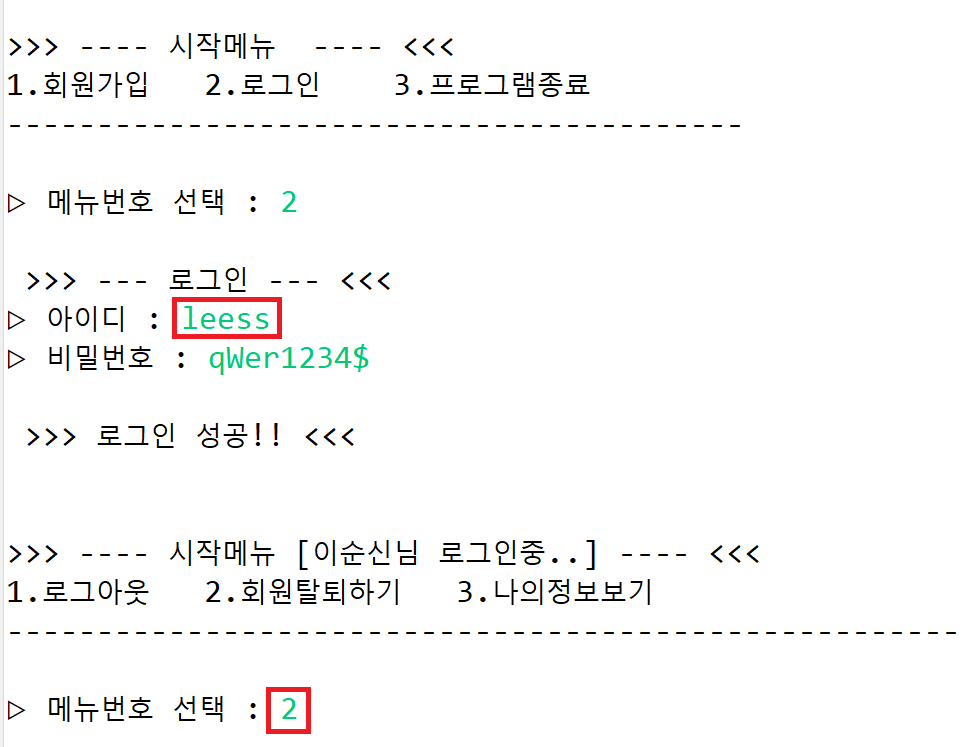 >>> ---- 시작메뉴  ---- <<<
1.회원가입   2.로그인    3.프로그램종료
-----------------------------------------
▷ 메뉴번호 선택 : 2
>>> --- 로그인 --- <<<
▷ 아이디 : leess
▷ 비밀번호 : qWer1234$
>>> 로그인 성공!! <<<
>>> ---- 시작메뉴 [이순신님 로그인중..] ---- <<<
1.로그아웃   2.회원탈퇴하기   3.나의정보보기
-----------------------------------------------------
▷ 메뉴번호 선택 : 2